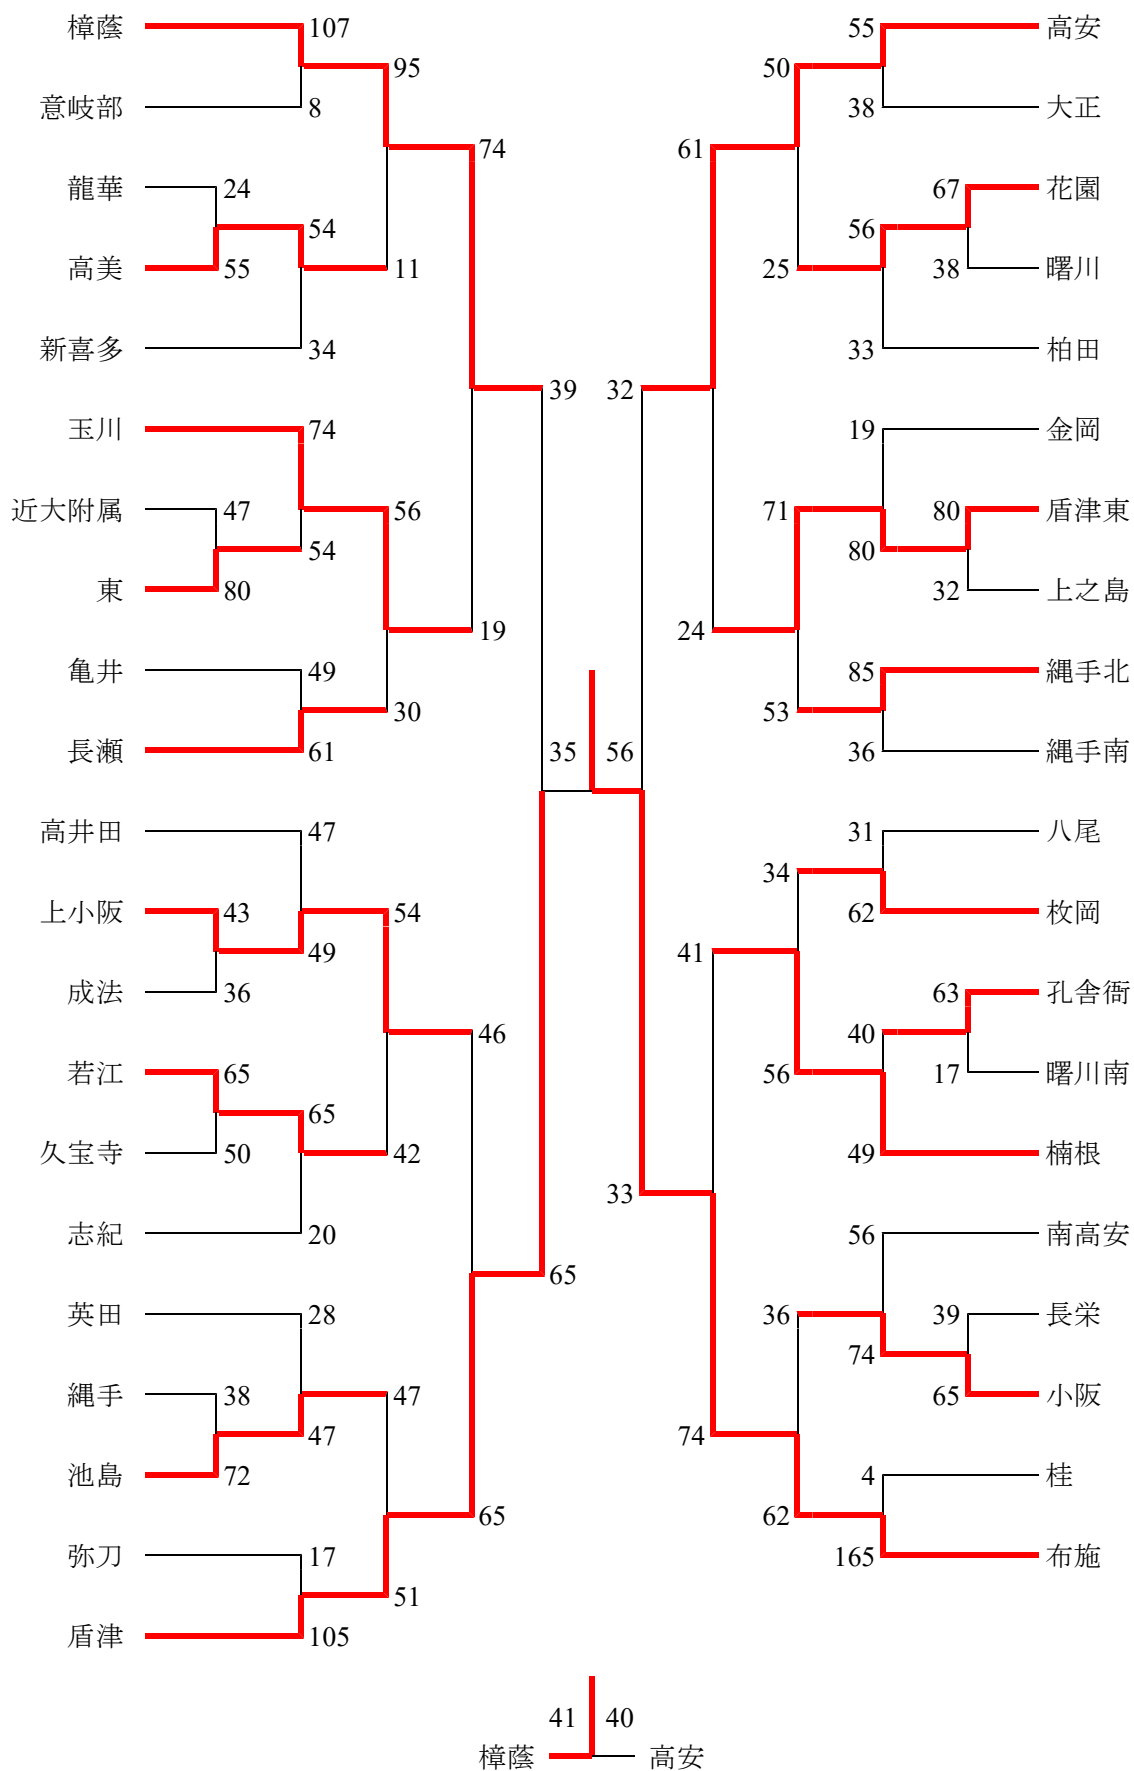 樟蔭 107 55 高安
95 50
意岐部 8 38 大正
74 61
龍華 24 67 花園
54 56
高美 55 11 25 38 曙川
新喜多 34 33 柏田
39 32
玉川 74 19 金岡
近大附属 47 56 71 80 盾津東
54 80
東 80 32 上之島
19 24
亀井 49 85 縄手北
30 53
長瀬 61 35 56 36 縄手南
高井田 47 31 八尾
34
上小阪 43 54 62 枚岡
49 41
成法 36 63 孔舎衙
46 40
若江 65 56 17 曙川南
65
久宝寺 50 42 49 楠根
33
志紀 20 56 南高安
65
英田 28 36 39 長栄
74
縄手 38 47 65 小阪
47 74
池島 72 4 桂
65 62
弥刀 17 165 布施
51
盾津 105
41 40
樟蔭 高安